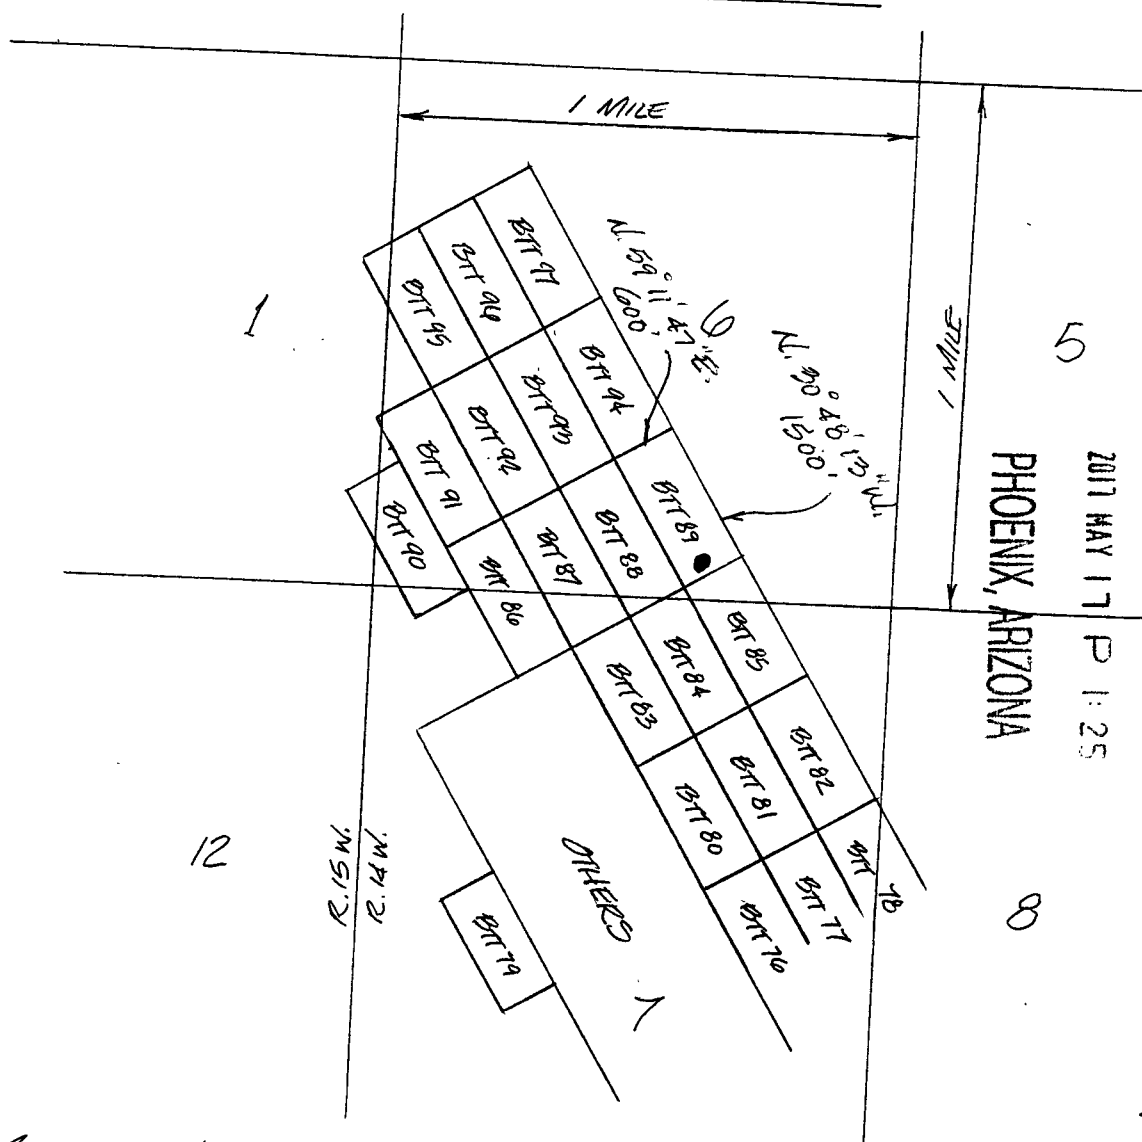 1 MILE
1 MILE
N. 59° 11' 47" E.
600'
N. 30° 48' 13" W.
1501'
1
6
5
12
7
8
R. 15 W.
R. 14 W.
BTT 97
BTT 96
BTT 95
BTT 94
BTT 93
BTT 92
BTT 91
BTT 90
BTT 89
BTT 88
BTT 87
BTT 86
BTT 85
BTT 84
BTT 83
BTT 82
BTT 81
BTT 80
BTT 78
BTT 77
BTT 76
BTT 79
OTHERS
2017 MAY 17 P 1:25
PHOENIX, ARIZONA